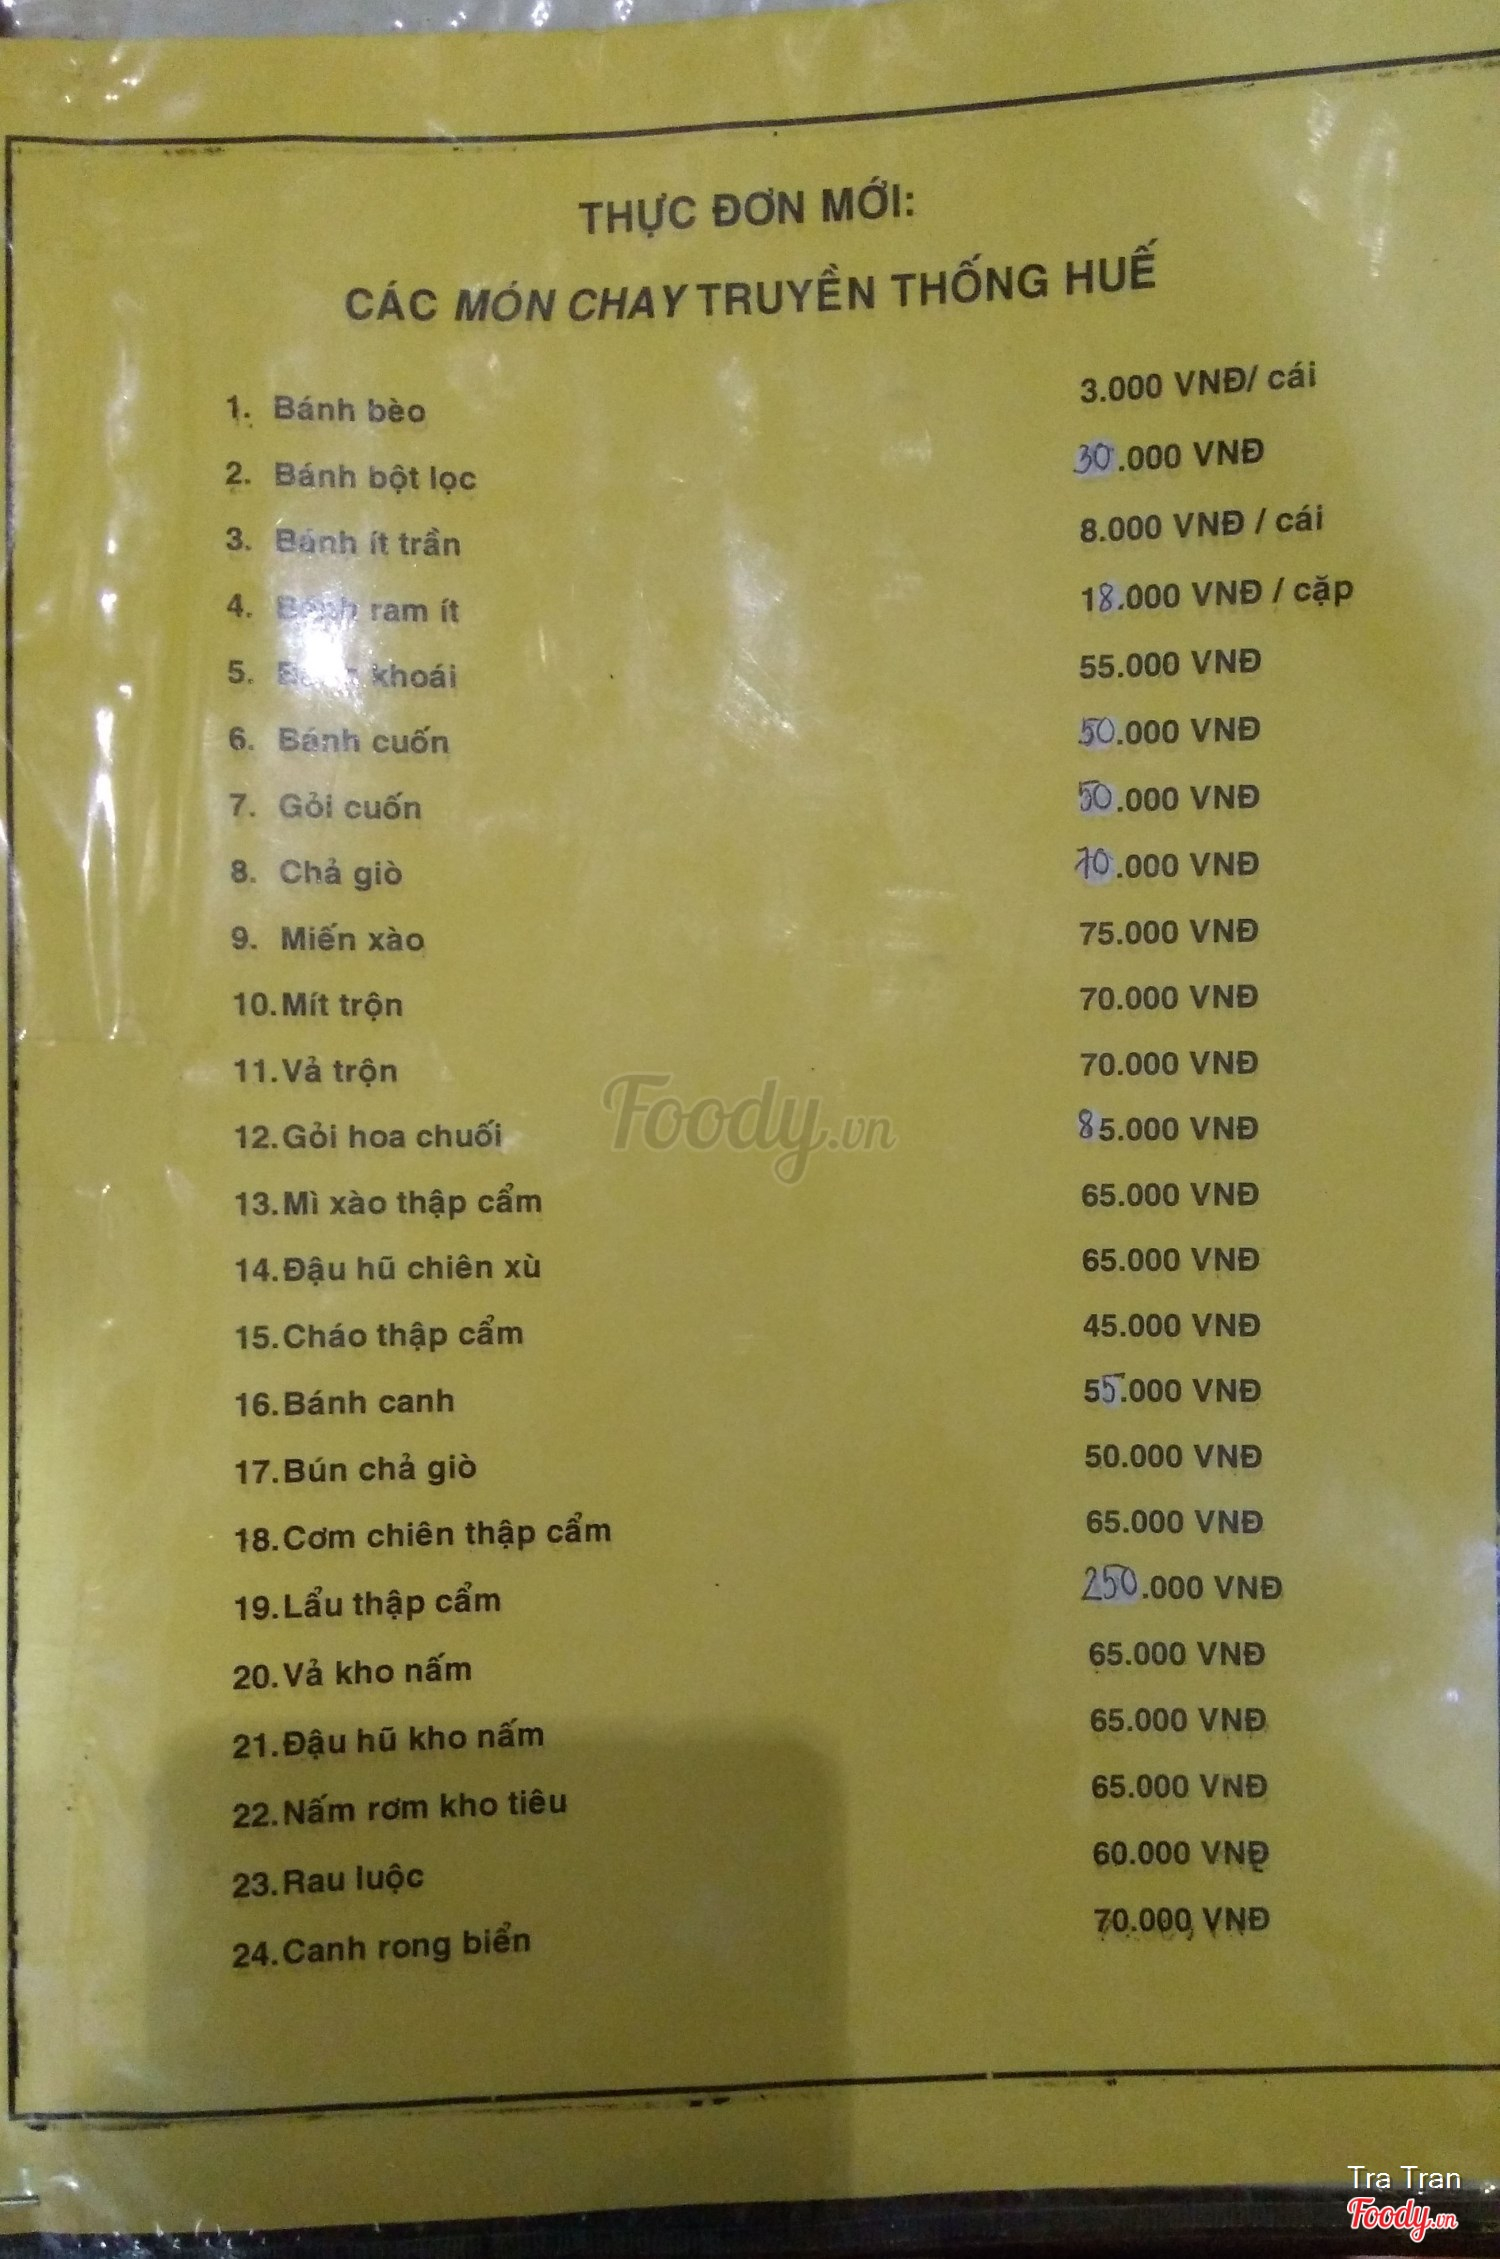 THỰC ĐƠN MỚI:
CÁC MÓN CHAY TRUYỀN THỐNG HUẾ
1. Bánh bèo 3.000 VNĐ/ cái
2. Bánh bột lọc 30.000 VNĐ
3. Bánh ít trần 8.000 VNĐ / cái
4. Bánh ram ít 18.000 VNĐ / cặp
5. Bánh khoái 55.000 VNĐ
6. Bánh cuốn 50.000 VNĐ
7. Gỏi cuốn 50.000 VNĐ
8. Chả giò 70.000 VNĐ
9. Miến xào 75.000 VNĐ
10. Mít trộn 70.000 VNĐ
11. Vả trộn 70.000 VNĐ
12. Gỏi hoa chuối 85.000 VNĐ
13. Mì xào thập cẩm 65.000 VNĐ
14. Đậu hũ chiên xù 65.000 VNĐ
15. Cháo thập cẩm 45.000 VNĐ
16. Bánh canh 55.000 VNĐ
17. Bún chả giò 50.000 VNĐ
18. Cơm chiên thập cẩm 65.000 VNĐ
19. Lẩu thập cẩm 250.000 VNĐ
20. Vả kho nấm 65.000 VNĐ
21. Đậu hũ kho nấm 65.000 VNĐ
22. Nấm rơm kho tiêu 65.000 VNĐ
23. Rau luộc 60.000 VNĐ
24. Canh rong biển 70.000 VNĐ
Foody.vn
Tra Tran
Foody.vn